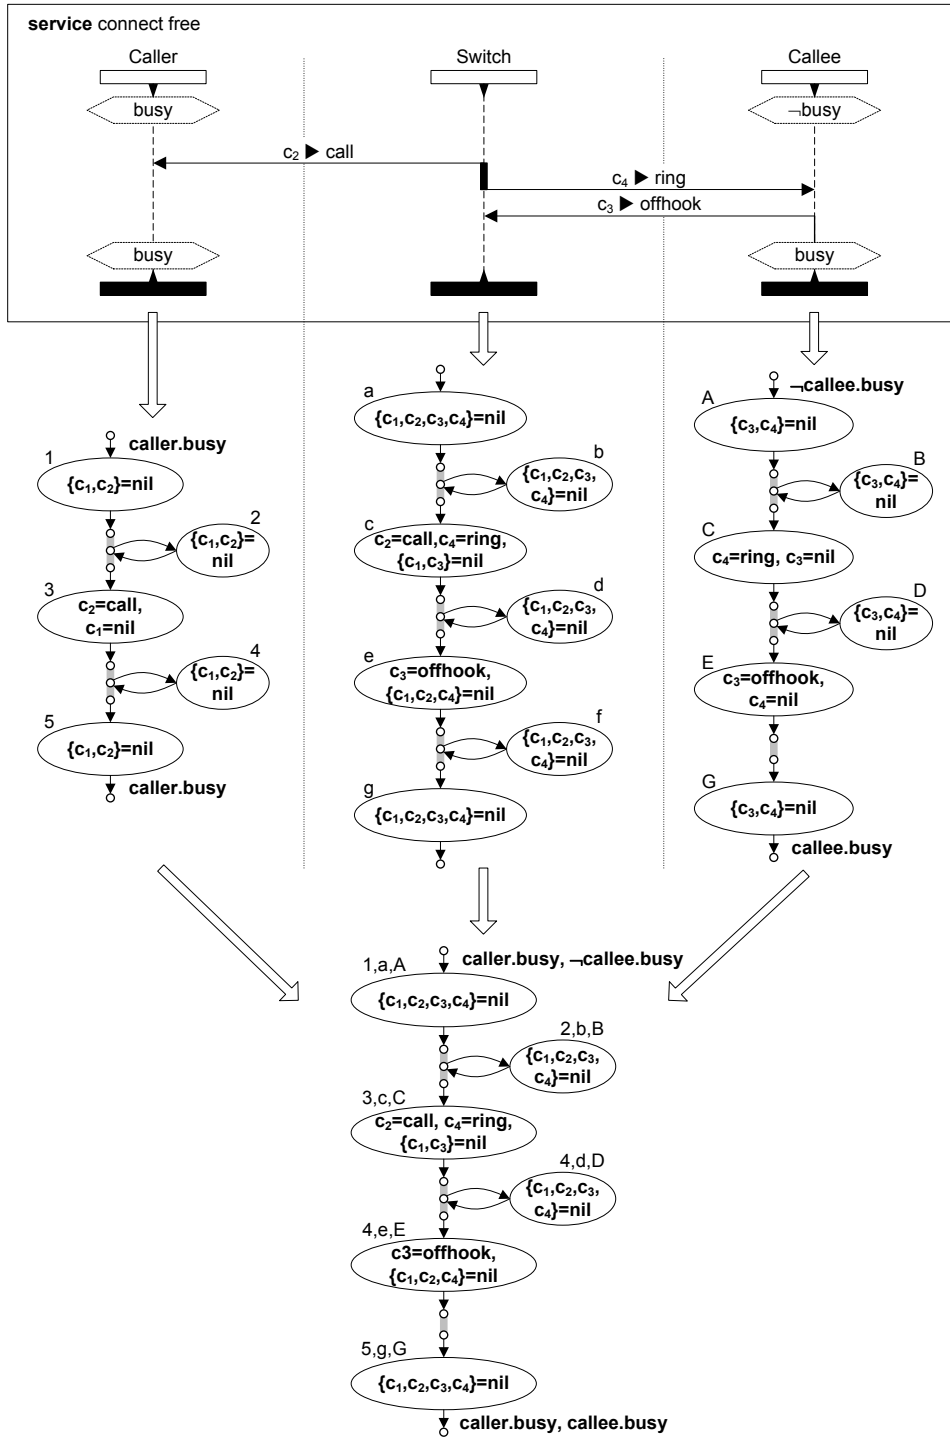 service connect free
Caller
Switch
Callee
busy
¬busy
c₂ ▶ call
c₄ ▶ ring
c₃ ▶ offhook
busy
busy
caller.busy
1
{c₁,c₂}=nil
2
{c₁,c₂}=
nil
3
c₂=call,
c₁=nil
4
{c₁,c₂}=
nil
5
{c₁,c₂}=nil
caller.busy
a
{c₁,c₂,c₃,c₄}=nil
b
{c₁,c₂,c₃,
c₄}=nil
c
c₂=call,c₄=ring,
{c₁,c₃}=nil
d
{c₁,c₂,c₃,
c₄}=nil
e
c₃=offhook,
{c₁,c₂,c₄}=nil
f
{c₁,c₂,c₃,
c₄}=nil
g
{c₁,c₂,c₃,c₄}=nil
¬callee.busy
A
{c₃,c₄}=nil
B
{c₃,c₄}=
nil
C
c₄=ring, c₃=nil
D
{c₃,c₄}=
nil
E
c₃=offhook,
c₄=nil
G
{c₃,c₄}=nil
callee.busy
caller.busy, ¬callee.busy
1,a,A
{c₁,c₂,c₃,c₄}=nil
2,b,B
{c₁,c₂,c₃,
c₄}=nil
3,c,C
c₂=call, c₄=ring,
{c₁,c₃}=nil
4,d,D
{c₁,c₂,c₃,
c₄}=nil
4,e,E
c3=offhook,
{c₁,c₂,c₄}=nil
5,g,G
{c₁,c₂,c₃,c₄}=nil
caller.busy, callee.busy